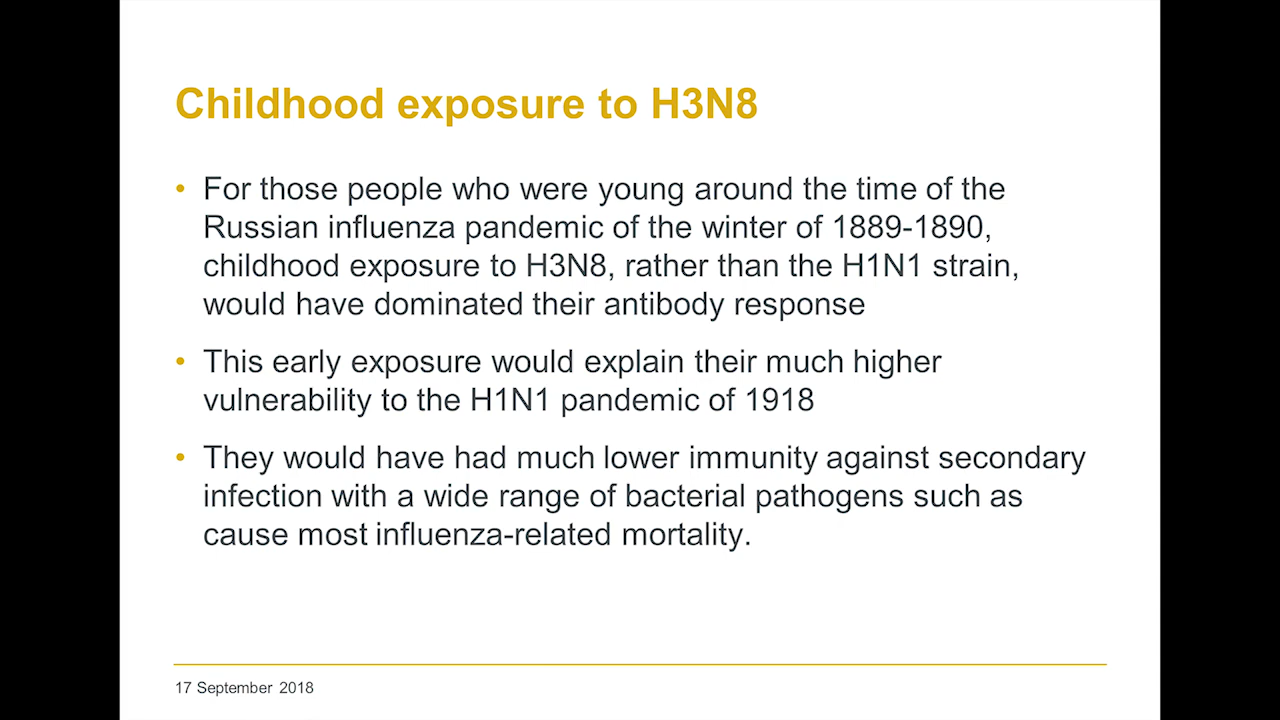 Childhood exposure to H3N8
• For those people who were young around the time of the
Russian influenza pandemic of the winter of 1889-1890,
childhood exposure to H3N8, rather than the H1N1 strain,
would have dominated their antibody response
• This early exposure would explain their much higher
vulnerability to the H1N1 pandemic of 1918
• They would have had much lower immunity against secondary
infection with a wide range of bacterial pathogens such as
cause most influenza-related mortality.
17 September 2018